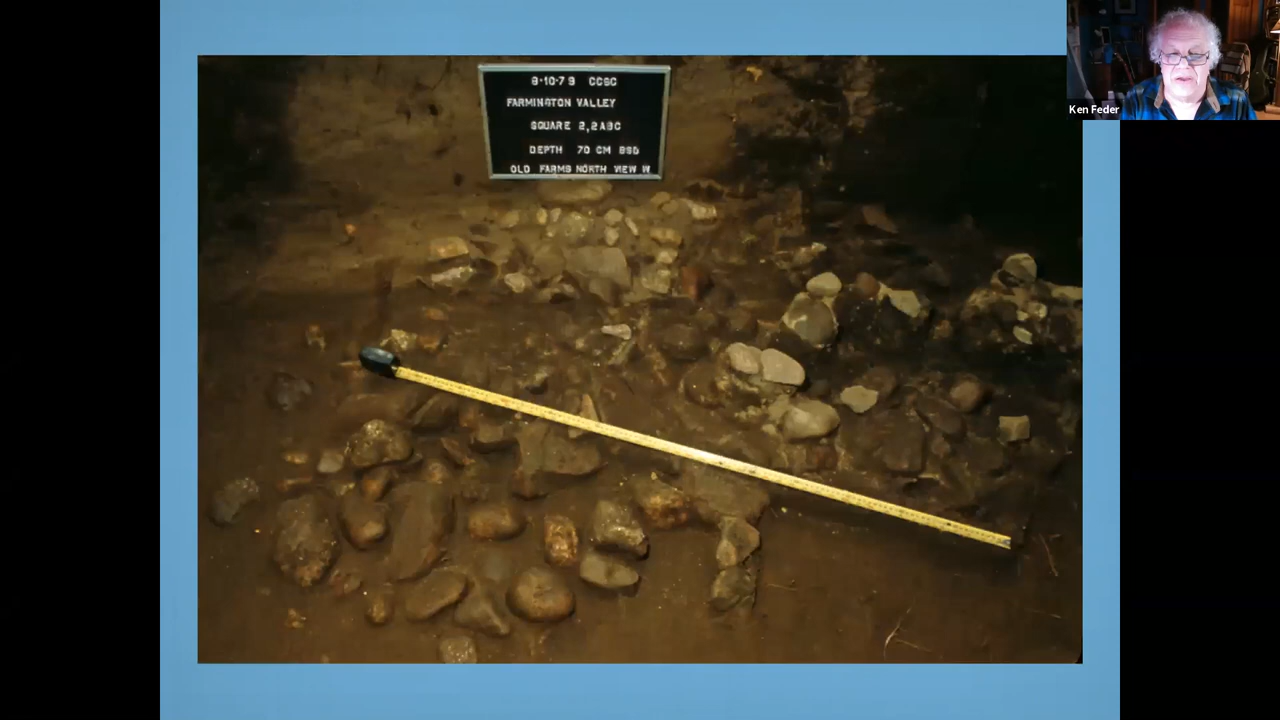 8-10-79 CCSC
FARMINGTON VALLEY
SQUARE 2,2ABC
DEPTH 70 CM BSD
OLD FARMS NORTH VIEW W
Ken Feder